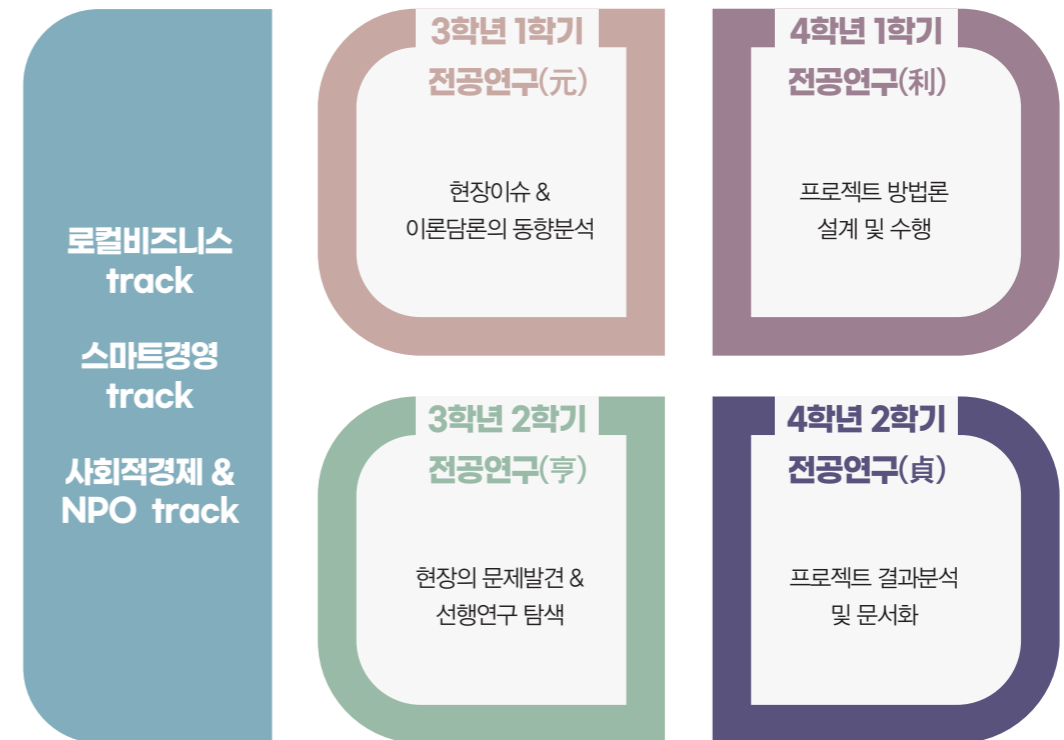 로컬비즈니스
track
스마트경영
track
사회적경제 &
NPO track
3학년 1학기
전공연구(元)
현장이슈 &
이론담론의 동향분석
4학년 1학기
전공연구(利)
프로젝트 방법론
설계 및 수행
3학년 2학기
전공연구(亨)
현장의 문제발견 &
선행연구 탐색
4학년 2학기
전공연구(貞)
프로젝트 결과분석
및 문서화